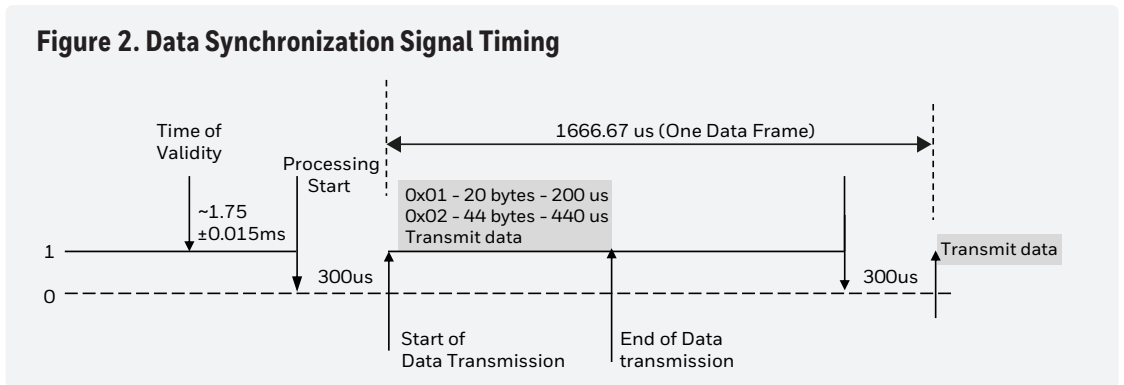 Figure 2. Data Synchronization Signal Timing
1666.67 us (One Data Frame)
Time of
Validity
Processing
Start
~1.75
±0.015ms
0x01 - 20 bytes - 200 us
0x02 - 44 bytes - 440 us
Transmit data
1
Transmit data
300us
300us
0
Start of
Data Transmission
End of Data
transmission